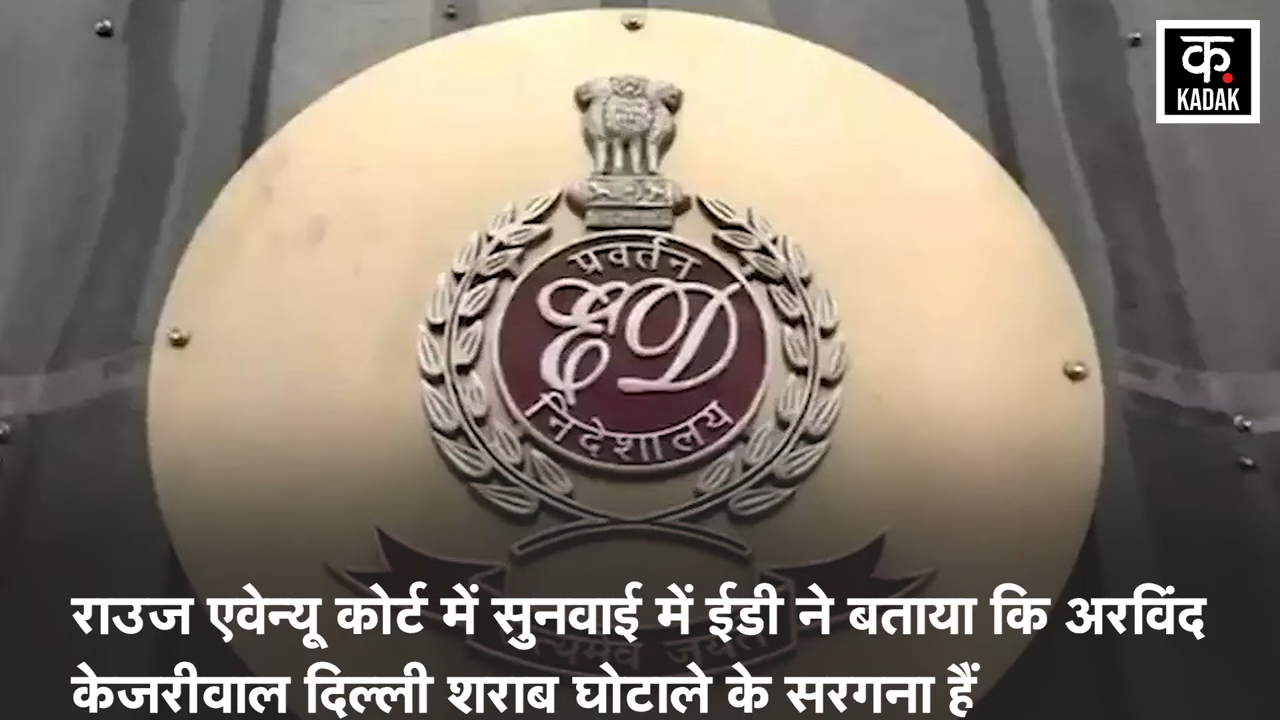 क.
KADAK
प्रवर्तन
ED
निदेशालय
राउज एवेन्यू कोर्ट में सुनवाई में ईडी ने बताया कि अरविंद
केजरीवाल दिल्ली शराब घोटाले के सरगना हैं